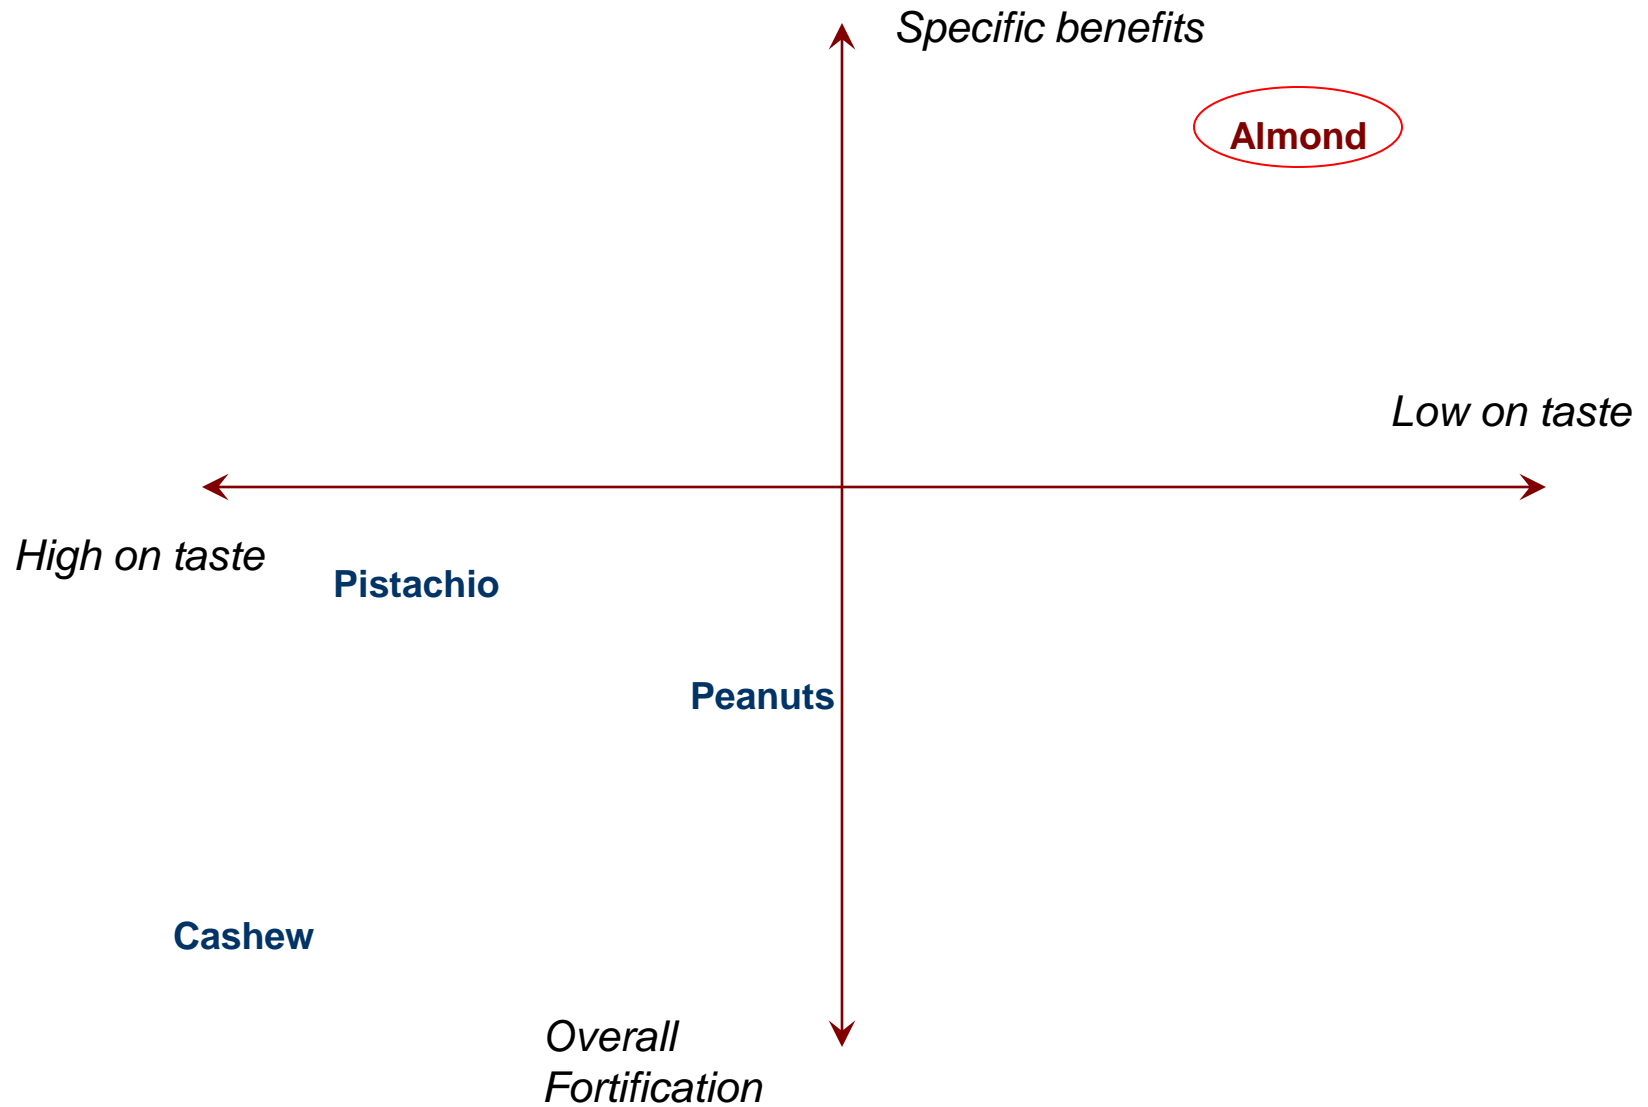 Specific benefits
Almond
Low on taste
High on taste
Pistachio
Peanuts
Cashew
Overall
Fortification